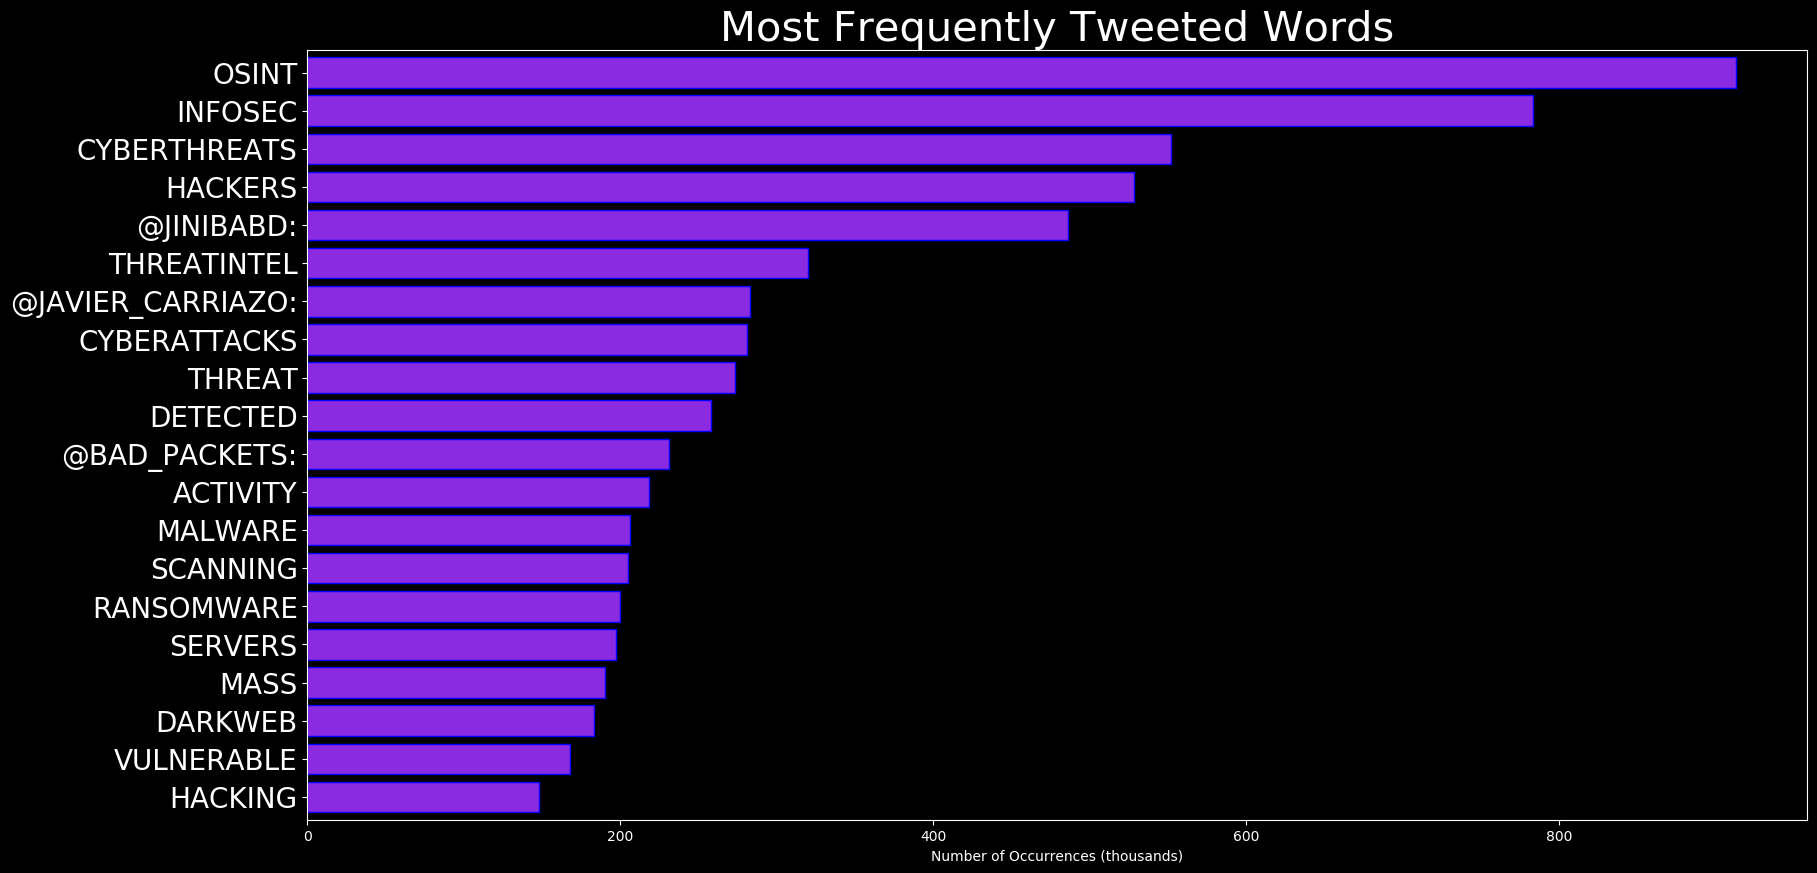 Most Frequently Tweeted Words
OSINT
INFOSEC
CYBERTHREATS
HACKERS
@JINIBABD:
THREATINTEL
@JAVIER_CARRIAZO:
CYBERATTACKS
THREAT
DETECTED
@BAD_PACKETS:
ACTIVITY
MALWARE
SCANNING
RANSOMWARE
SERVERS
MASS
DARKWEB
VULNERABLE
HACKING
0 200 400 600 800
Number of Occurrences (thousands)